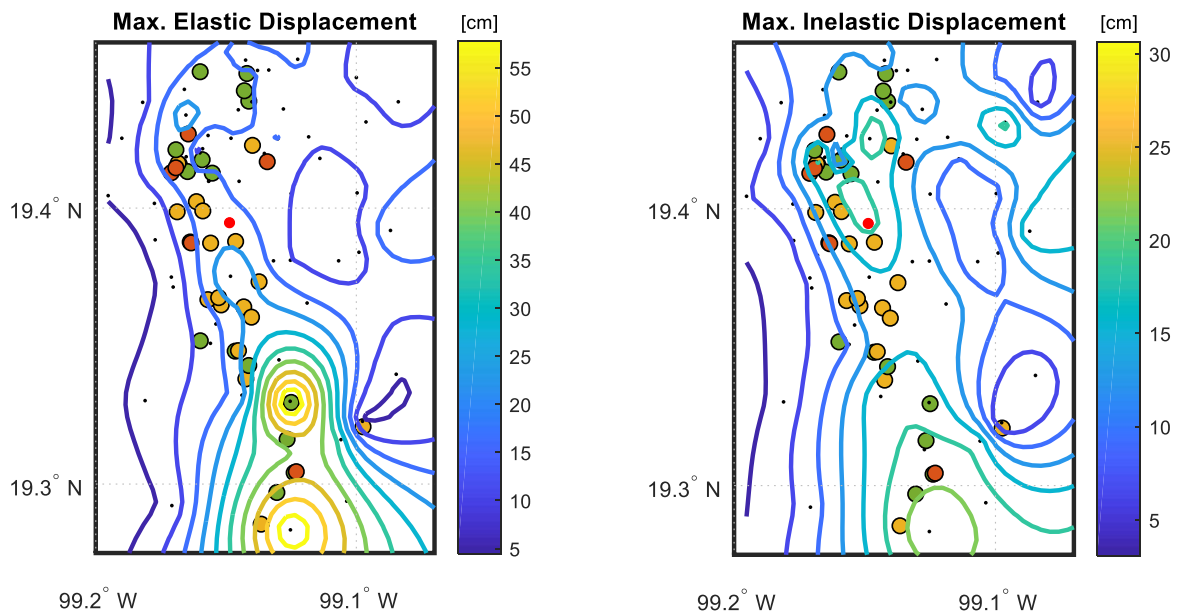 Max. Elastic Displacement
[cm]
55
50
45
40
35
30
25
20
15
10
5
19.4° N
19.3° N
99.2° W
99.1° W
Max. Inelastic Displacement
[cm]
30
25
20
15
10
5
19.4° N
19.3° N
99.2° W
99.1° W